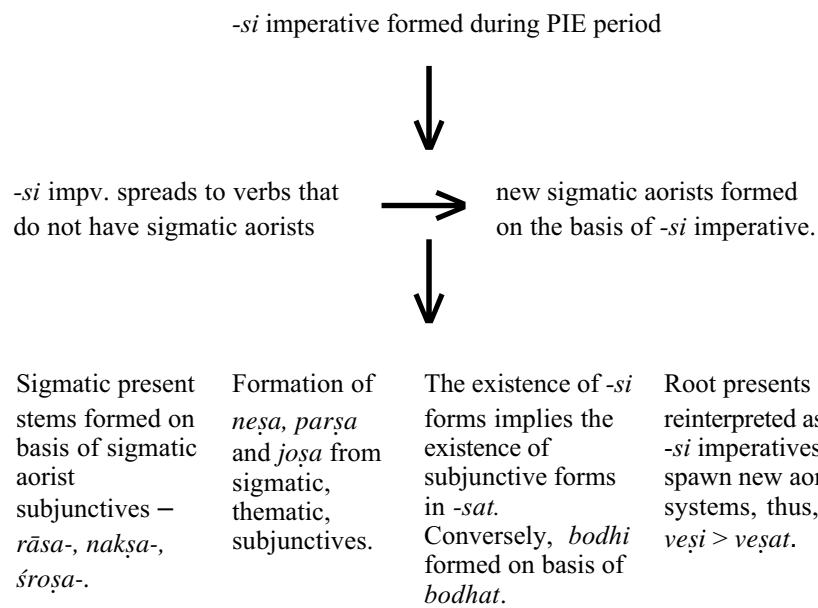 -si imperative formed during PIE period
-si impv. spreads to verbs that
do not have sigmatic aorists
new sigmatic aorists formed
on the basis of -si imperative.
Sigmatic present
stems formed on
basis of sigmatic
aorist
subjunctives –
rāsa-, nakṣa-,
śroṣa-.
Formation of
neṣa, parṣa
and joṣa from
sigmatic,
thematic,
subjunctives.
The existence of -si
forms implies the
existence of
subjunctive forms
in -sat.
Conversely, bodhi
formed on basis of
bodhat.
Root presents
reinterpreted as
-si imperatives
spawn new aor
systems, thus,
veṣi > veṣat.